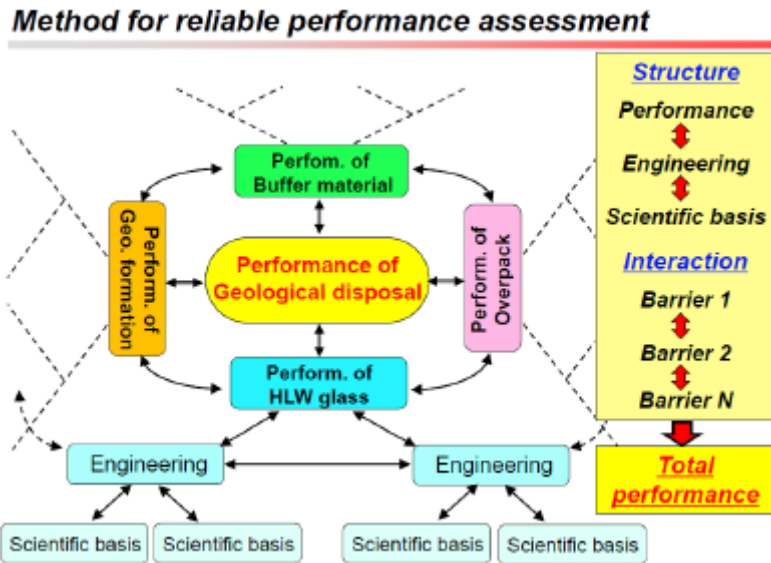 Method for reliable performance assessment
Perfom. of
Buffer material
Perform. of
Geo. formation
Performance of
Geological disposal
Perform. of
Overpack
Perform. of
HLW glass
Engineering
Engineering
Scientific basis
Scientific basis
Scientific basis
Scientific basis
Structure
Performance
Engineering
Scientific basis
Interaction
Barrier 1
Barrier 2
Barrier N
Total
performance